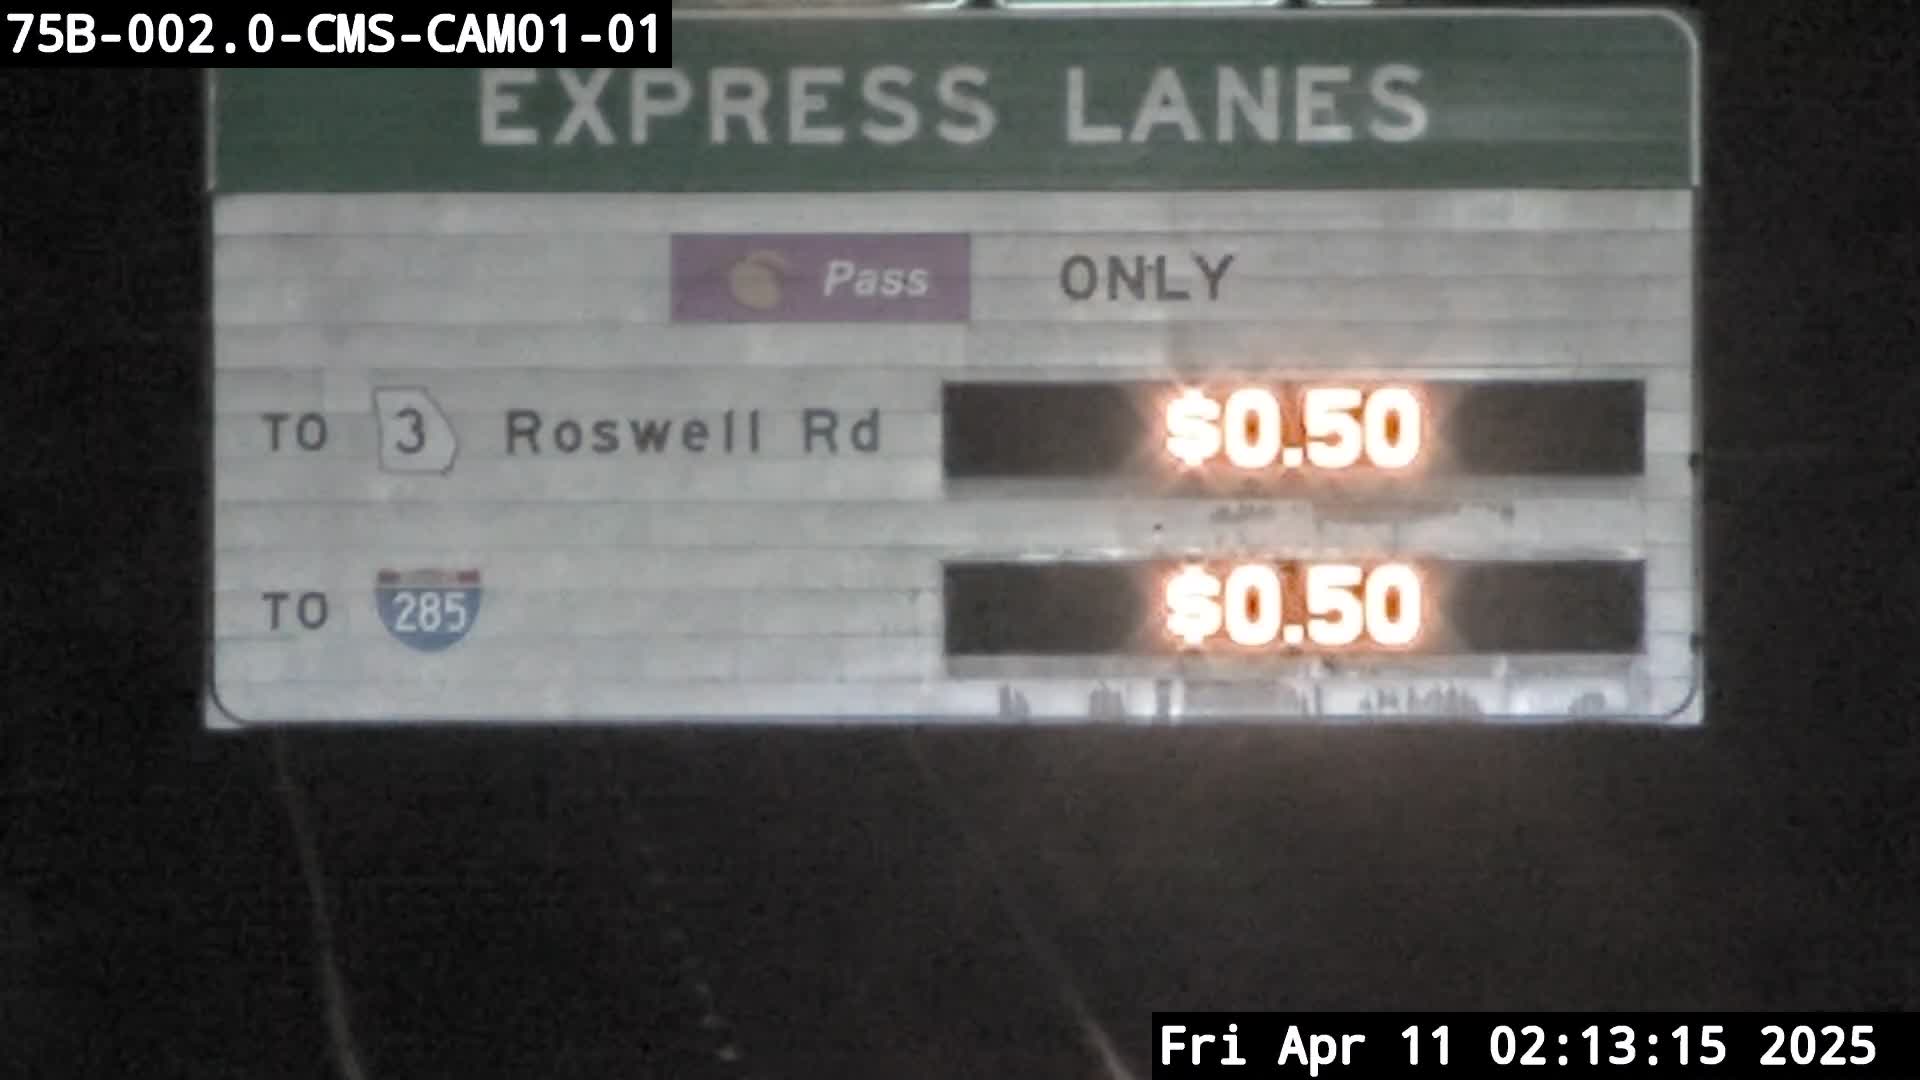 75B-002.0-CMS-CAM01-01
EXPRESS LANES
Pass ONLY
TO 3 Roswell Rd $0.50
TO 285 $0.50
Fri Apr 11 02:13:15 2025